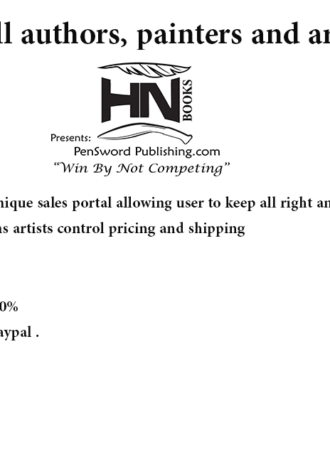 ll authors, painters and ar
HN BOOKS
Presents:
PenSword Publishing.com
“Win By Not Competing”
nique sales portal allowing user to keep all right an
as artists control pricing and shipping
0%
aypal .